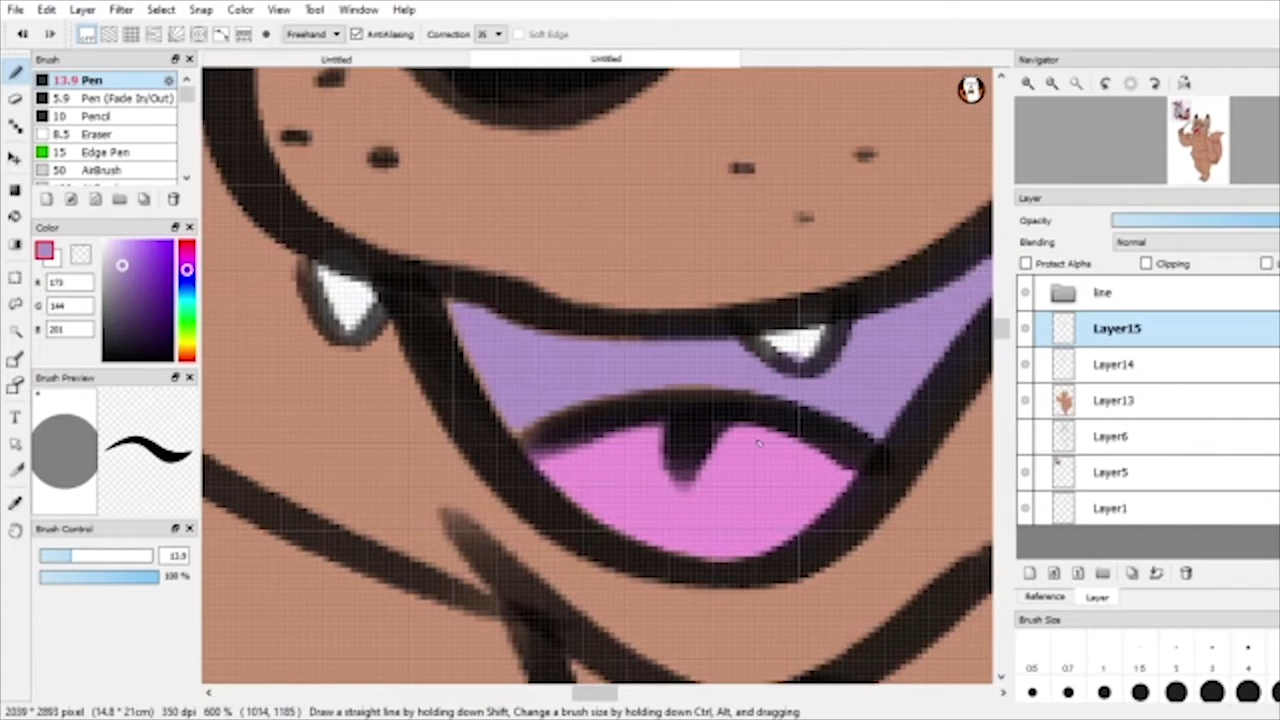 File Edit Layer Filter Select Snap Color View Tool Window Help
Freehand AntiAliasing Correction 35 Soft Edge
Brush Untitled Untitled Navigator
13.9 Pen
5.9 Pen (Fade In/Out)
10 Pencil
8.5 Eraser
15 Edge Pen
50 AirBrush
Layer
Opacity
Color
Blending Normal
Protect Alpha Clipping
R 173
G 144
B 201
line
Layer15
Layer14
Brush Preview
Layer13
Layer6
Layer5
Layer1
Brush Control
13.9
100 %
Reference Layer
Brush Size
0.5 0.7 1 1.5 2 3 4
2039 * 2893 pixel (14.8 * 21cm) 350 dpi 600 % ( 1014, 1185 ) Draw a straight line by holding down Shift, Change a brush size by holding down Ctrl, Alt, and dragging